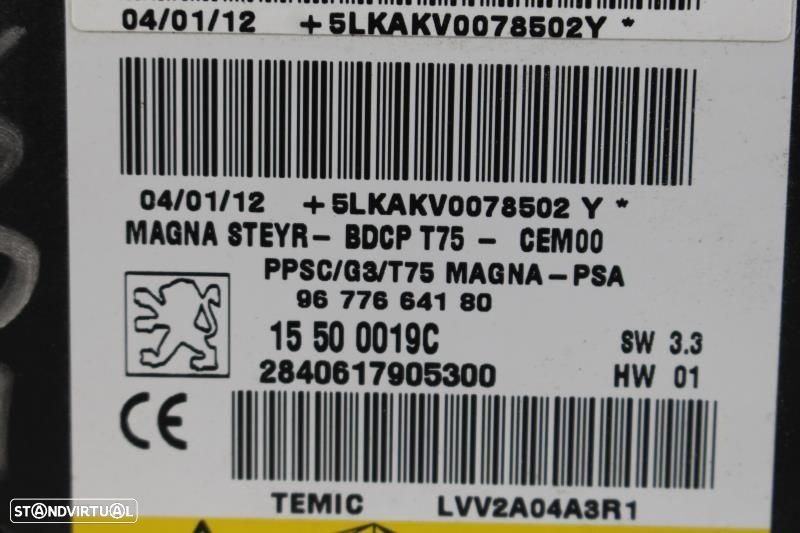 04/01/12 +5LKAKV0078502Y *
04/01/12 +5LKAKV0078502 Y *
MAGNA STEYR- BDCP T75 - CEM00
PPSC/G3/T75 MAGNA-PSA
96 776 641 80
15 50 0019C SW 3.3
2840617905300 HW 01
CE
TEMIC LVV2A04A3R1
STANDVIRTUAL